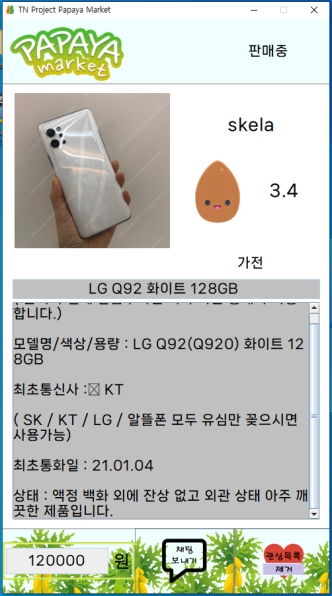 TN Project Papaya Market
PAPAYA
market
판매중
skela
3.4
가전
LG Q92 화이트 128GB
합니다.)
모델명/색상/용량 : LG Q92(Q920) 화이트 12
8GB
최초통신사 : KT
( SK / KT / LG / 알뜰폰 모두 유심만 꽂으시면
사용가능)
최초통화일 : 21.01.04
상태 : 액정 백화 외에 잔상 없고 외관 상태 아주 깨
끗한 제품입니다.
120000 원
채팅
보내기
관심목록
제거